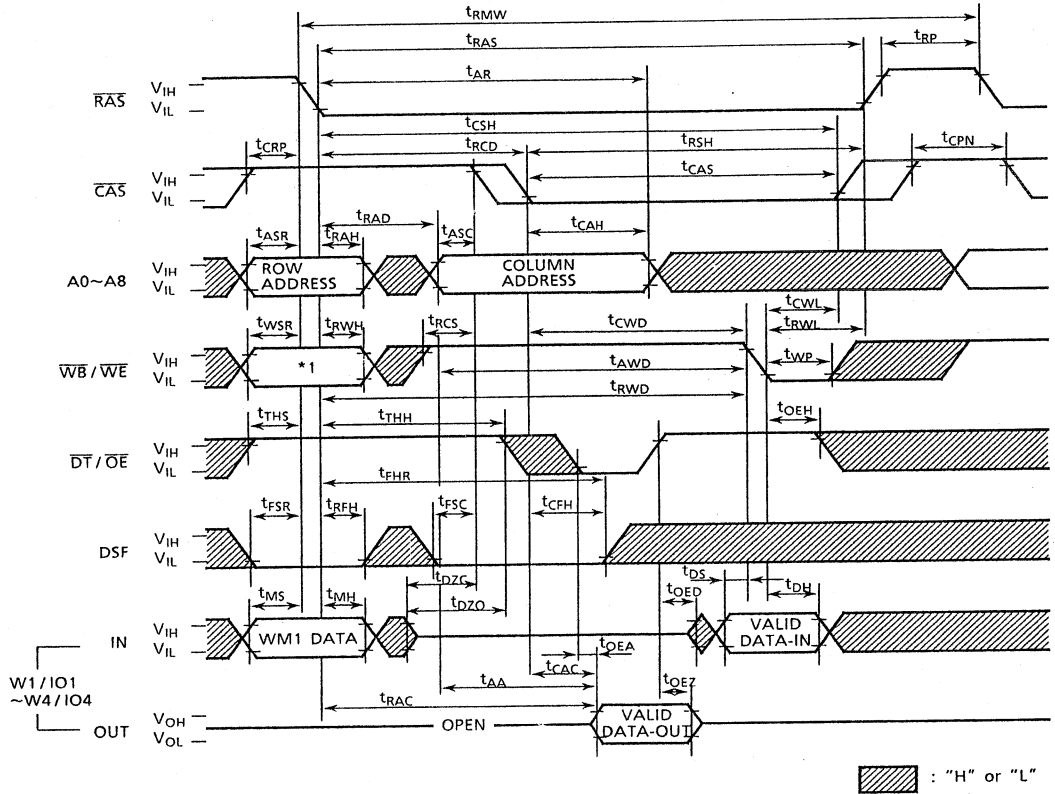 tRMW
tRAS
tRP
tAR
RAS VIH
VIL
tCSH
tCRP tRCD tRSH tCPN
tCAS
CAS VIH
VIL
tRAD
tASR tRAH tASC tCAH
A0~A8 VIH
VIL
ROW
ADDRESS
COLUMN
ADDRESS
tCWL
tWSR tRWH tRCS tCWD tRWL
WB / WE VIH
VIL
*1
tAWD tWP
tRWD
tTHS tTHH tOEH
DT / OE VIH
VIL
tFHR
tFSR tRFH tFSC tCFH
DSF VIH
VIL
tDZC tDS
tMS tMH tDZO tOED tDH
IN VIH
VIL
WM1 DATA
VALID
DATA-IN
tOEA
tCAC
tAA tOEZ
tRAC
W1 / IO1
~W4 / IO4
OUT VOH
VOL
OPEN
VALID
DATA-OUT
: "H" or "L"